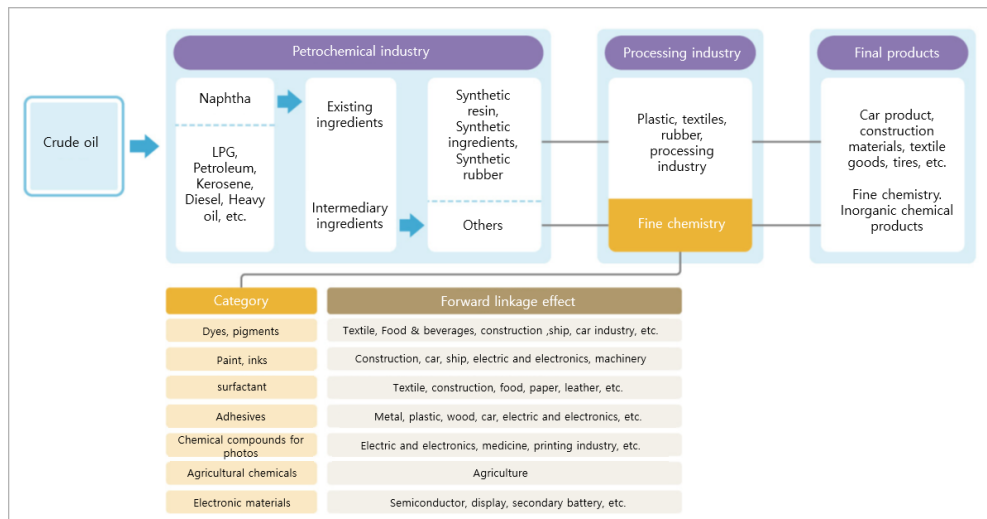 Petrochemical industry
Processing industry
Final products
Crude oil
Naphtha
LPG,
Petroleum,
Kerosene,
Diesel, Heavy
oil, etc.
Existing
ingredients
Intermediary
ingredients
Synthetic
resin,
Synthetic
ingredients,
Synthetic
rubber
Others
Plastic, textiles,
rubber,
processing
industry
Fine chemistry
Car product,
construction
materials, textile
goods, tires, etc.
Fine chemistry.
Inorganic chemical
products
Category
Forward linkage effect
Dyes, pigments
Textile, Food & beverages, construction ,ship, car industry, etc.
Paint, inks
Construction, car, ship, electric and electronics, machinery
surfactant
Textile, construction, food, paper, leather, etc.
Adhesives
Metal, plastic, wood, car, electric and electronics, etc.
Chemical compounds for
photos
Electric and electronics, medicine, printing industry, etc.
Agricultural chemicals
Agriculture
Electronic materials
Semiconductor, display, secondary battery, etc.